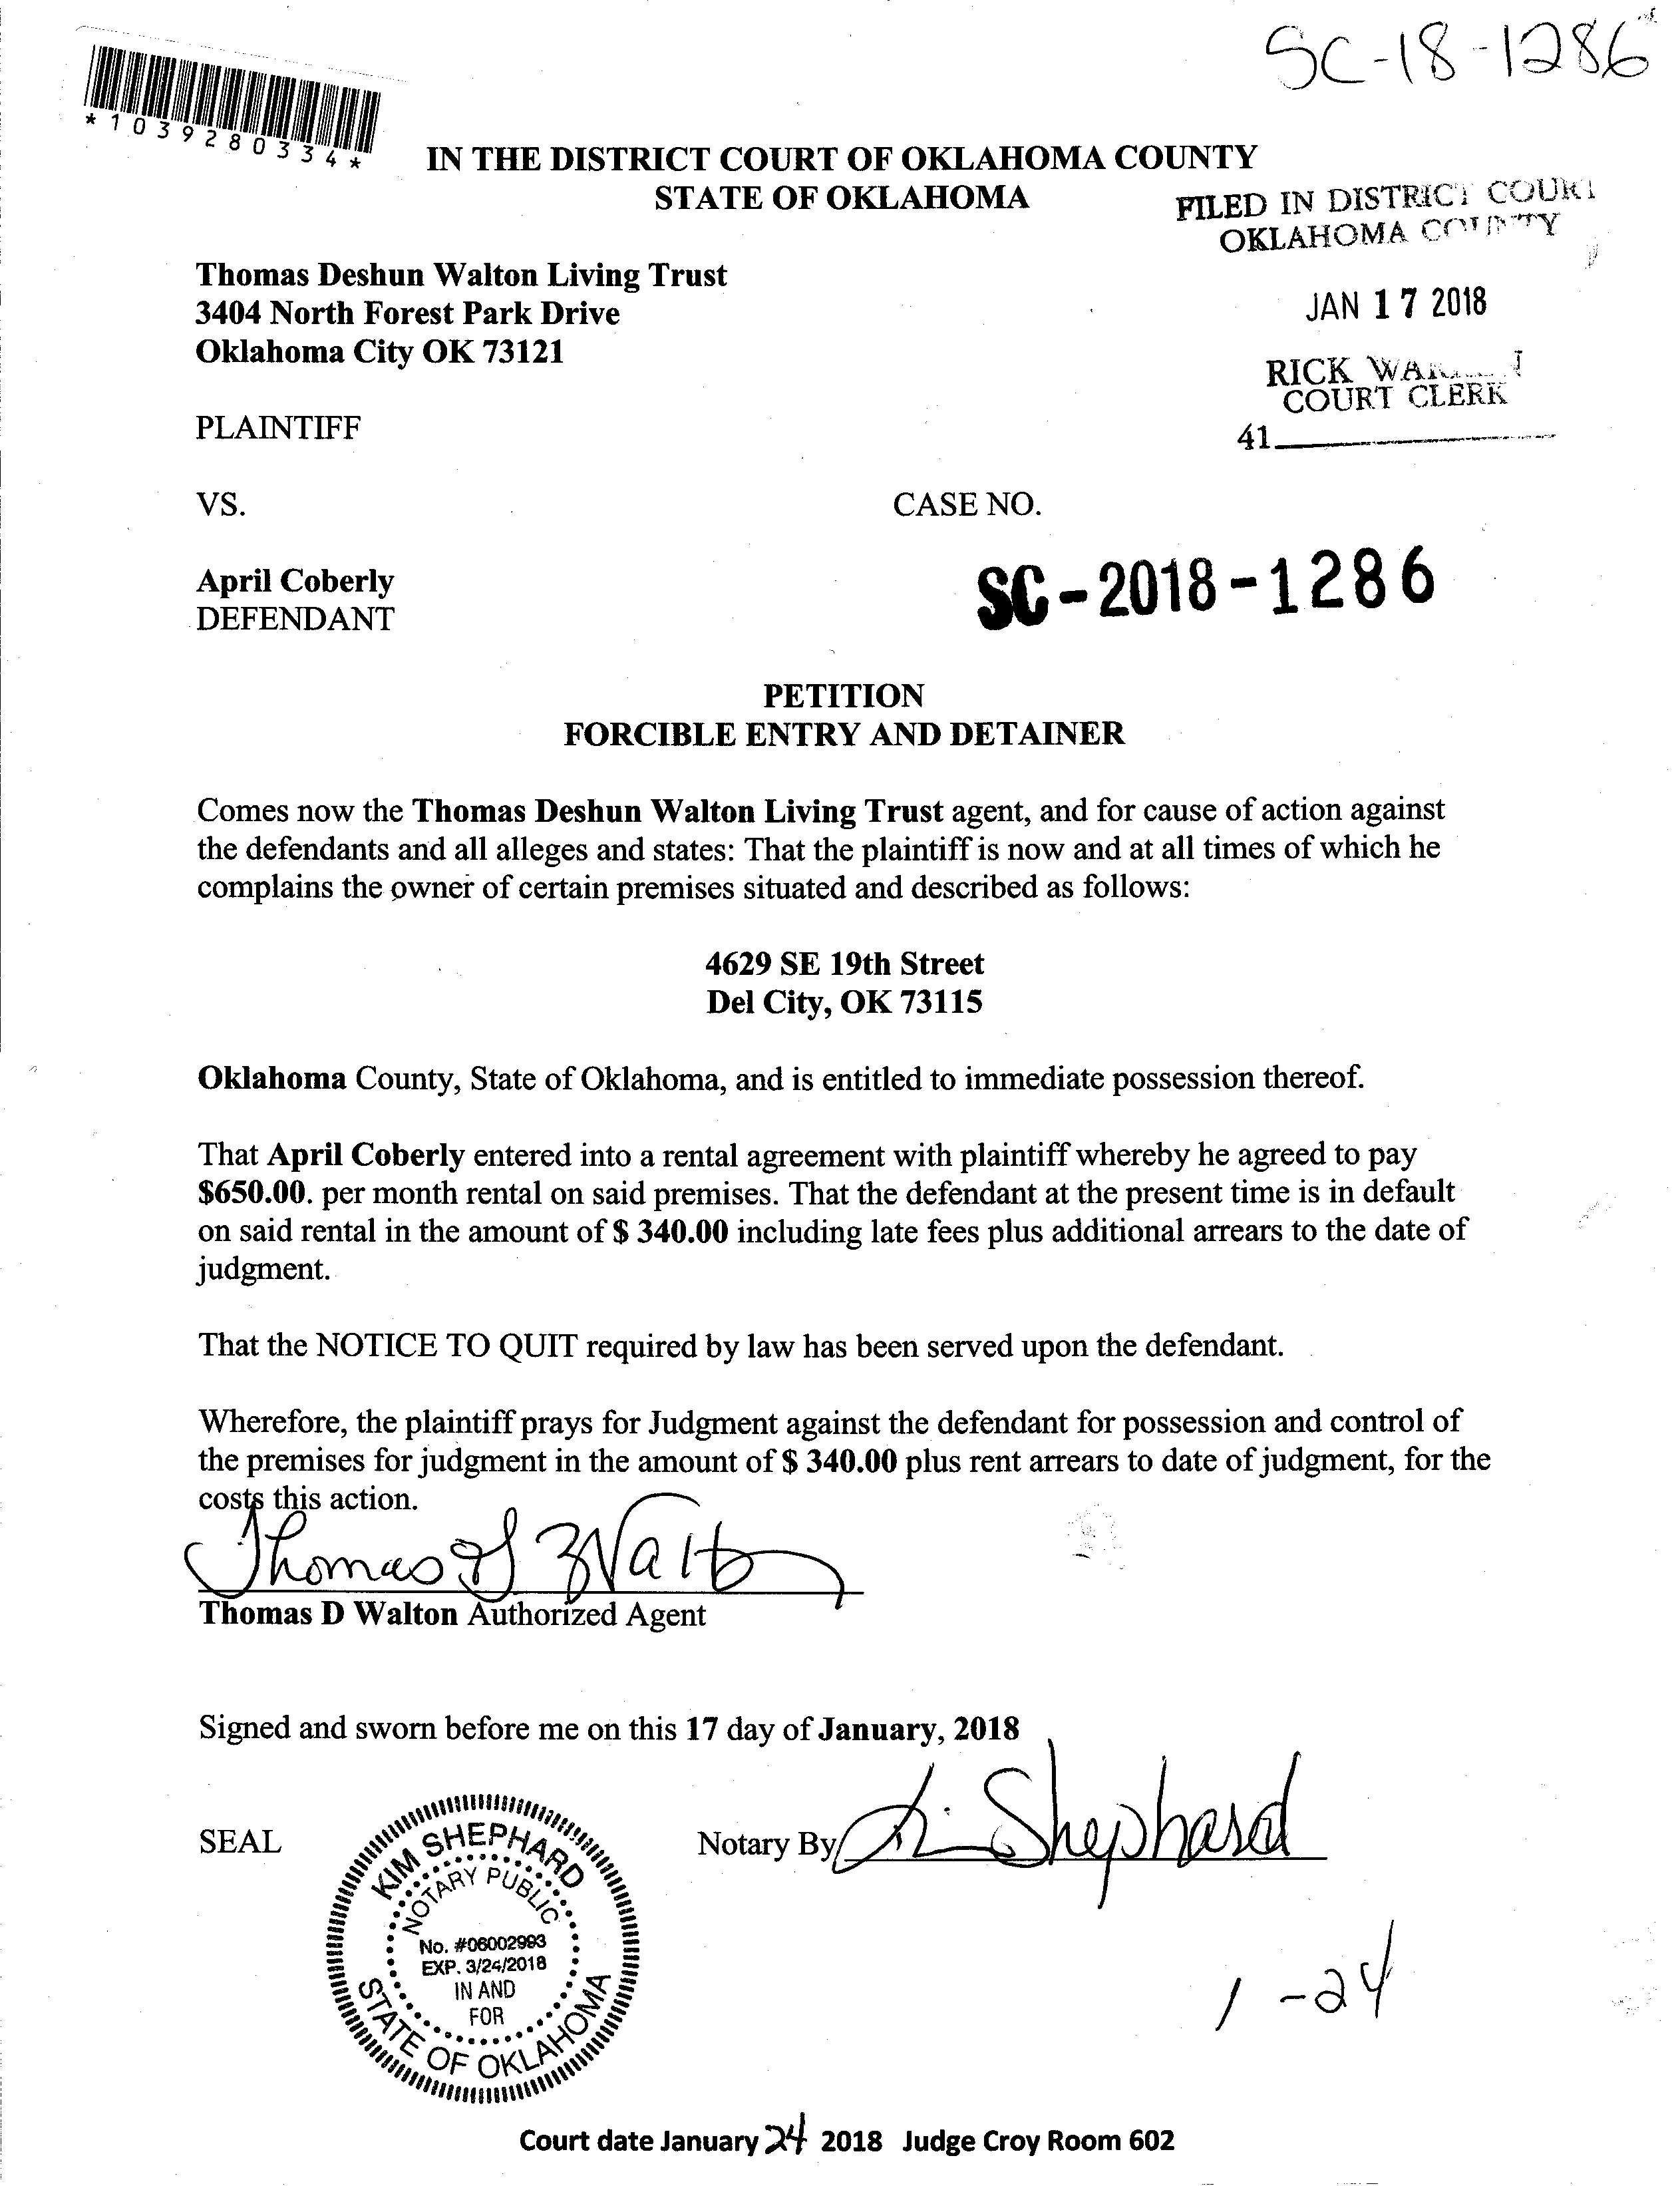 SC-18-1286
*1039280334*
IN THE DISTRICT COURT OF OKLAHOMA COUNTY
STATE OF OKLAHOMA
FILED IN DISTRICT COURT
OKLAHOMA COUNTY
JAN 17 2018
RICK
COURT CLERK
41
Thomas Deshun Walton Living Trust
3404 North Forest Park Drive
Oklahoma City OK 73121
PLAINTIFF
VS.
CASE NO.
SC-2018-1286
April Coberly
DEFENDANT
PETITION
FORCIBLE ENTRY AND DETAINER
Comes now the Thomas Deshun Walton Living Trust agent, and for cause of action against
the defendants and all alleges and states: That the plaintiff is now and at all times of which he
complains the owner of certain premises situated and described as follows:
4629 SE 19th Street
Del City, OK 73115
Oklahoma County, State of Oklahoma, and is entitled to immediate possession thereof.
That April Coberly entered into a rental agreement with plaintiff whereby he agreed to pay
$650.00. per month rental on said premises. That the defendant at the present time is in default
on said rental in the amount of $ 340.00 including late fees plus additional arrears to the date of
judgment.
That the NOTICE TO QUIT required by law has been served upon the defendant.
Wherefore, the plaintiff prays for Judgment against the defendant for possession and control of
the premises for judgment in the amount of $ 340.00 plus rent arrears to date of judgment, for the
costs this action.
Thomas D Walton
Thomas D Walton Authorized Agent
Signed and sworn before me on this 17 day of January, 2018
SEAL
KIM SHEPHARD
NOTARY PUBLIC
No. #06002993
EXP. 3/24/2018
IN AND
FOR
STATE OF OKLAHOMA
Notary By Shephard
1-24
Court date January 24 2018 Judge Croy Room 602